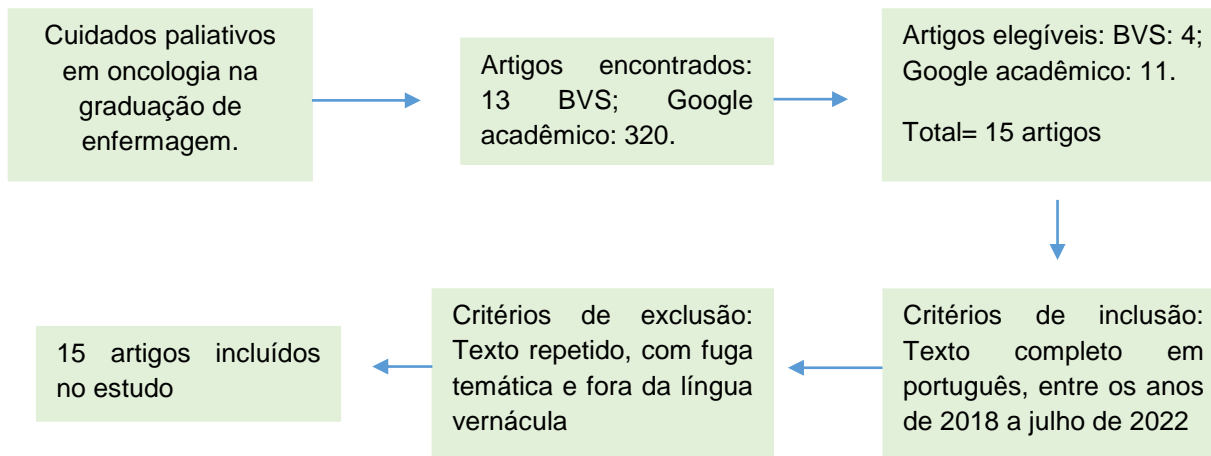 Cuidados paliativos
em oncologia na
graduação de
enfermagem.
Artigos encontrados:
13 BVS; Google
acadêmico: 320.
Artigos elegíveis: BVS: 4;
Google acadêmico: 11.
Total= 15 artigos
Critérios de inclusão:
Texto completo em
português, entre os anos
de 2018 a julho de 2022
Critérios de exclusão:
Texto repetido, com fuga
temática e fora da língua
vernácula
15 artigos incluídos
no estudo